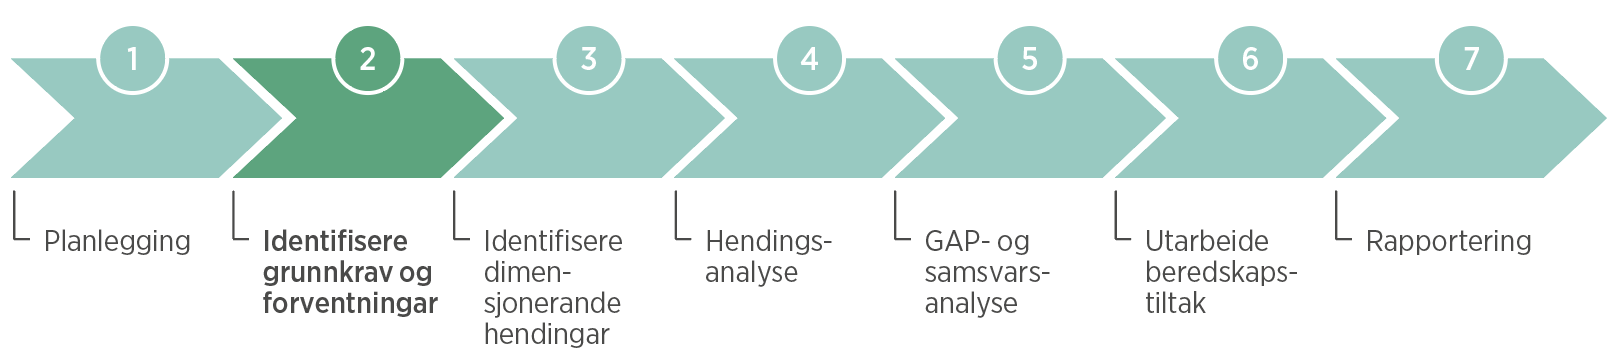 1
2
3
4
5
6
7
Planlegging
Identifisere
grunnkrav og
forventningar
Identifisere
dimen-
sjonerande
hendingar
Hendings-
analyse
GAP- og
samsvars-
analyse
Utarbeide
beredskaps-
tiltak
Rapportering